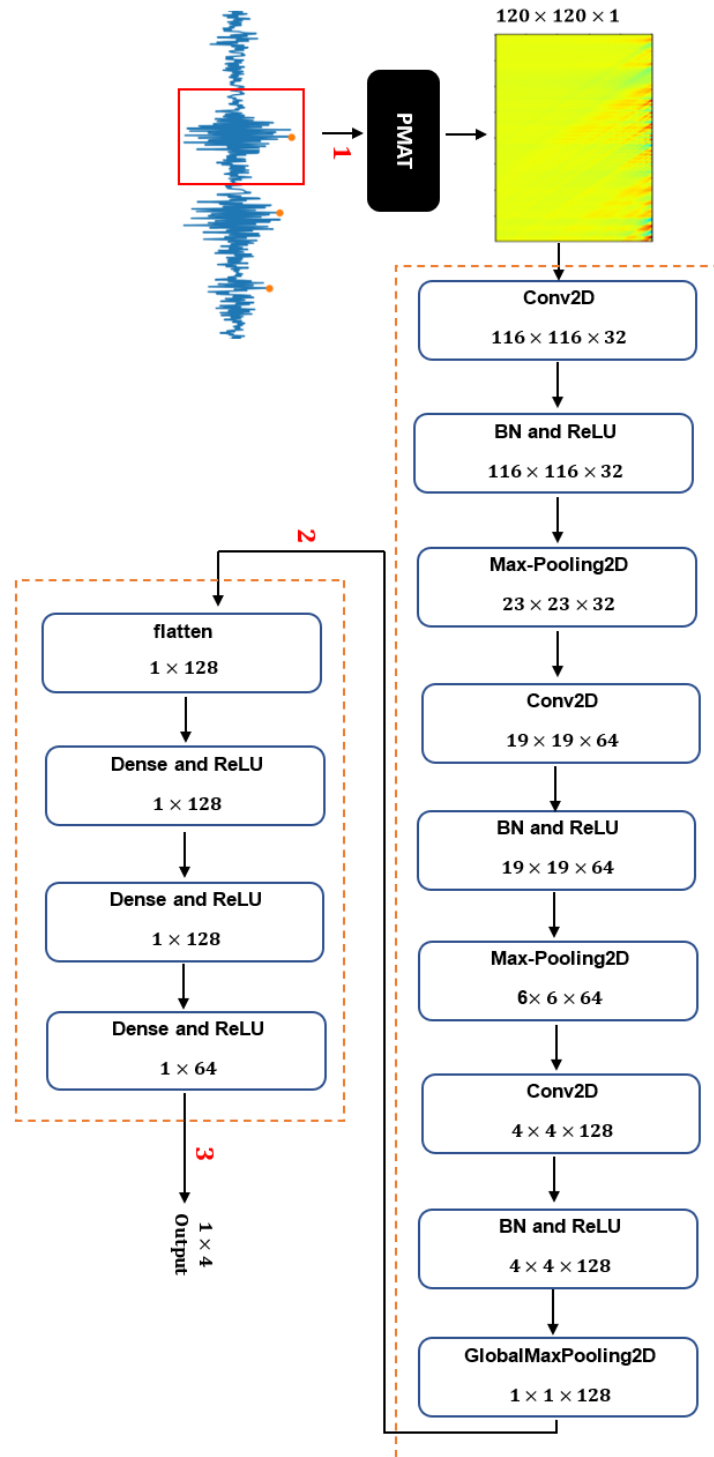 120 × 120 × 1
1
PMAT
Conv2D
116 × 116 × 32
BN and ReLU
116 × 116 × 32
Max-Pooling2D
23 × 23 × 32
Conv2D
19 × 19 × 64
BN and ReLU
19 × 19 × 64
Max-Pooling2D
6× 6 × 64
Conv2D
4 × 4 × 128
BN and ReLU
4 × 4 × 128
GlobalMaxPooling2D
1 × 1 × 128
2
flatten
1 × 128
Dense and ReLU
1 × 128
Dense and ReLU
1 × 128
Dense and ReLU
1 × 64
3
1 × 4
Output